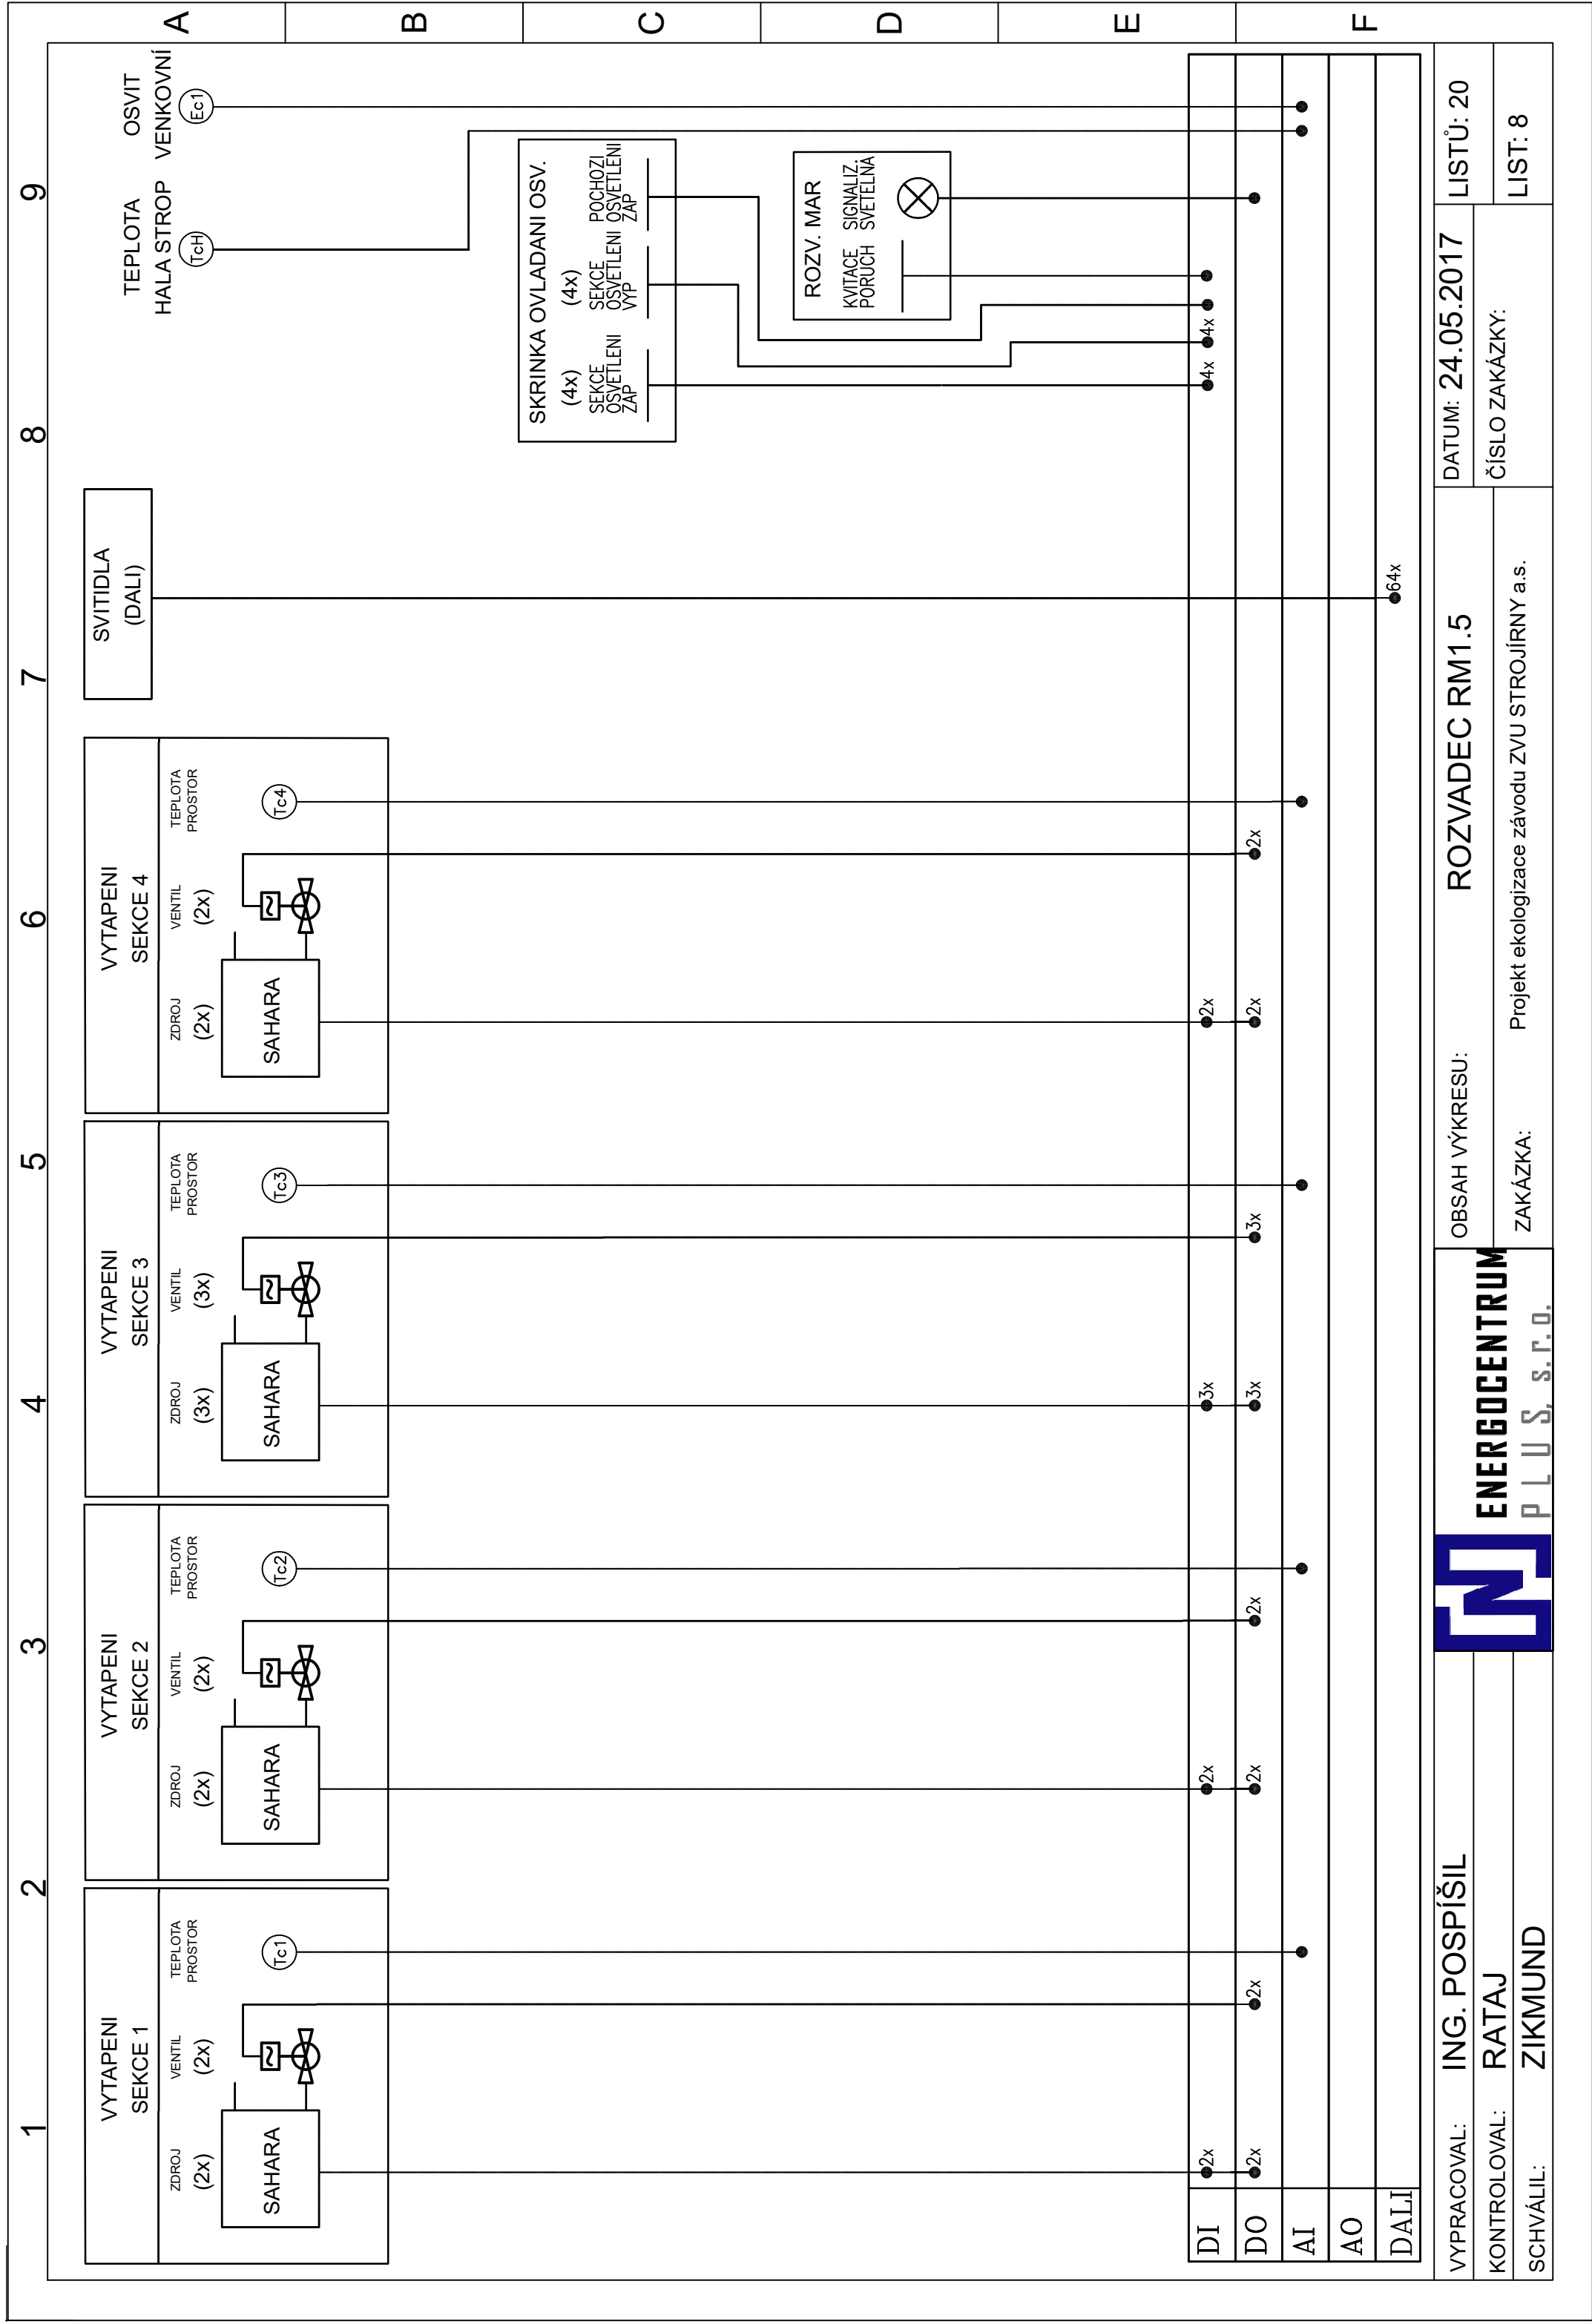 1
2
3
4
5
6
7
8
9
A
B
C
D
E
F
VYTAPENI
SEKCE 1
ZDROJ
(2x)
VENTIL
(2x)
TEPLOTA
PROSTOR
SAHARA
Tc1
VYTAPENI
SEKCE 2
ZDROJ
(2x)
VENTIL
(2x)
TEPLOTA
PROSTOR
SAHARA
Tc2
VYTAPENI
SEKCE 3
ZDROJ
(3x)
VENTIL
(3x)
TEPLOTA
PROSTOR
SAHARA
Tc3
VYTAPENI
SEKCE 4
ZDROJ
(2x)
VENTIL
(2x)
TEPLOTA
PROSTOR
SAHARA
Tc4
SVITIDLA
(DALI)
TEPLOTA
HALA STROP
TcH
OSVIT
VENKOVNÍ
Ec1
SKRINKA OVLADANI OSV.
(4x)
SEKCE
OSVETLENI
ZAP
(4x)
SEKCE
OSVETLENI
VYP
POCHOZI
OSVETLENI
ZAP
ROZV. MAR
KVITACE
PORUCH
SIGNALIZ.
SVETELNA
DI
2x
2x
3x
2x
4x
4x
DO
2x
2x
2x
2x
3x
3x
2x
2x
AI
AO
DALI
64x
VYPRACOVAL: ING. POSPÍŠIL
KONTROLOVAL: RATAJ
SCHVÁLIL: ZIKMUND
ENERGOCENTRUM
PLUS, s.r.o.
OBSAH VÝKRESU: ROZVADEC RM1.5
ZAKÁZKA: Projekt ekologizace závodu ZVU STROJÍRNY a.s.
DATUM: 24.05.2017
ČÍSLO ZAKÁZKY:
LISTŮ: 20
LIST: 8